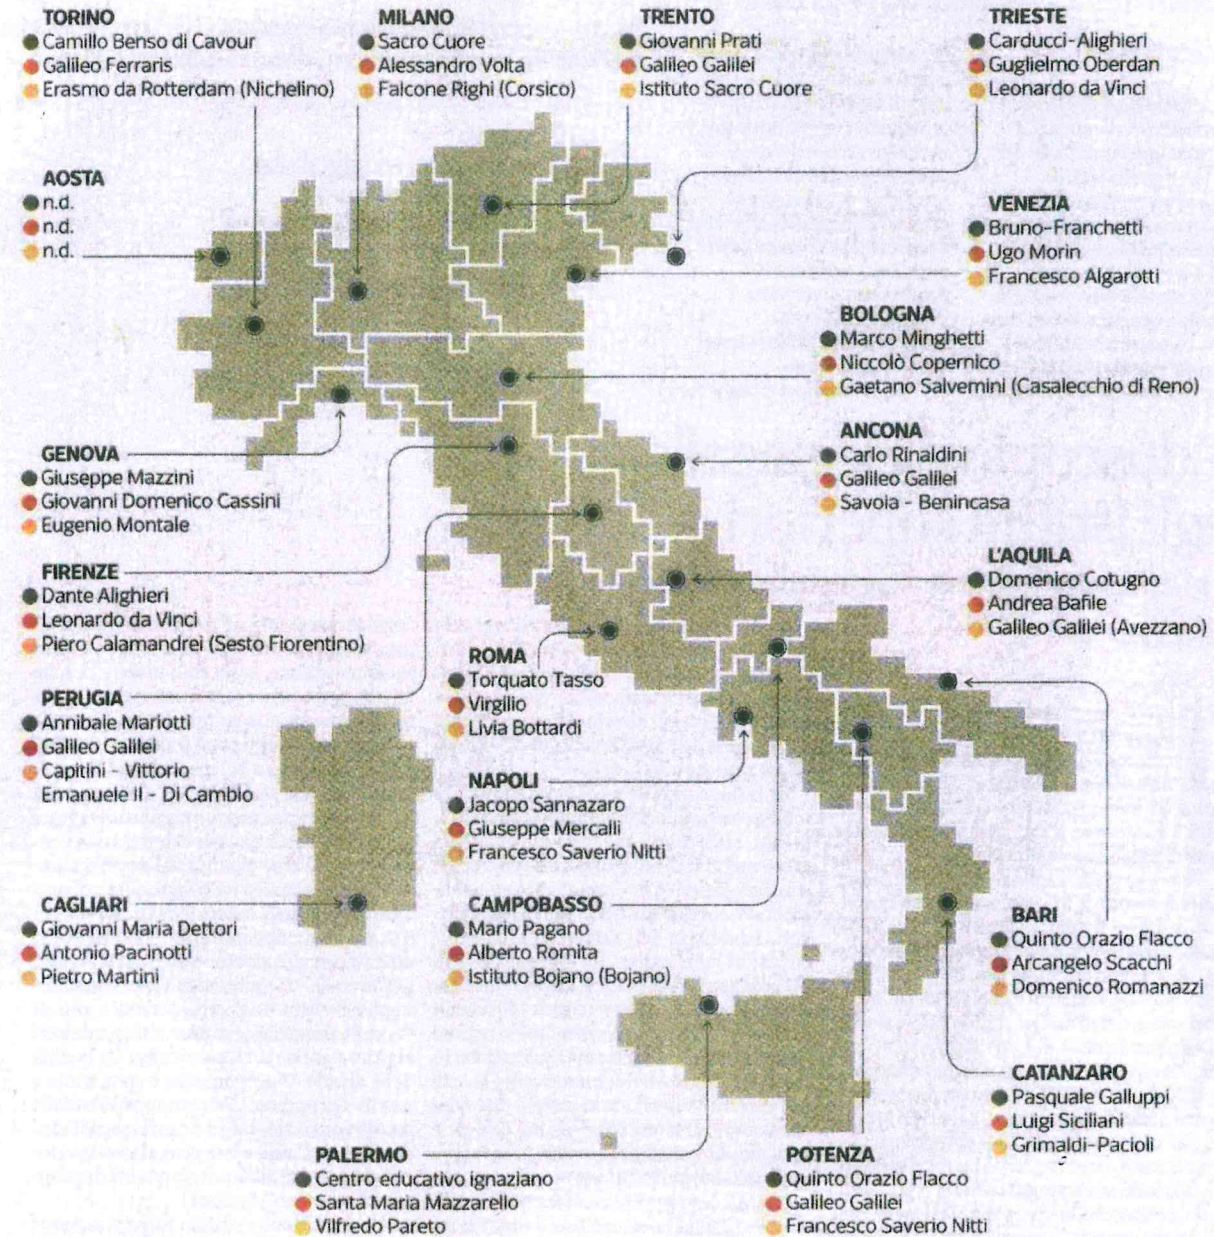 TORINO
Camillo Benso di Cavour
Galileo Ferraris
Erasmo da Rotterdam (Nichelino)
MILANO
Sacro Cuore
Alessandro Volta
Falcone Righi (Corsico)
TRENTO
Giovanni Prati
Galileo Galilei
Istituto Sacro Cuore
TRIESTE
Carducci-Alighieri
Guglielmo Oberdan
Leonardo da Vinci
AOSTA
n.d.
n.d.
n.d.
VENEZIA
Bruno-Franchetti
Ugo Morin
Francesco Algarotti
BOLOGNA
Marco Minghetti
Niccolò Copernico
Gaetano Salvemini (Casalecchio di Reno)
ANCONA
Carlo Rinaldini
Galileo Galilei
Savoia - Benincasa
GENOVA
Giuseppe Mazzini
Giovanni Domenico Cassini
Eugenio Montale
L'AQUILA
Domenico Cotugno
Andrea Bafile
Galileo Galilei (Avezzano)
FIRENZE
Dante Alighieri
Leonardo da Vinci
Piero Calamandrei (Sesto Fiorentino)
ROMA
Torquato Tasso
Virgilio
Livia Bottardi
PERUGIA
Annibale Mariotti
Galileo Galilei
Capitini - Vittorio
Emanuele II - Di Cambio
NAPOLI
Jacopo Sannazaro
Giuseppe Mercalli
Francesco Saverio Nitti
CAGLIARI
Giovanni Maria Dettori
Antonio Pacinotti
Pietro Martini
CAMPOBASSO
Mario Pagano
Alberto Romita
Istituto Bojano (Bojano)
BARI
Quinto Orazio Flacco
Arcangelo Scacchi
Domenico Romanazzi
CATANZARO
Pasquale Galluppi
Luigi Siciliani
Grimaldi-Pacioli
PALERMO
Centro educativo ignaziano
Santa Maria Mazzarello
Vilfredo Pareto
POTENZA
Quinto Orazio Flacco
Galileo Galilei
Francesco Saverio Nitti